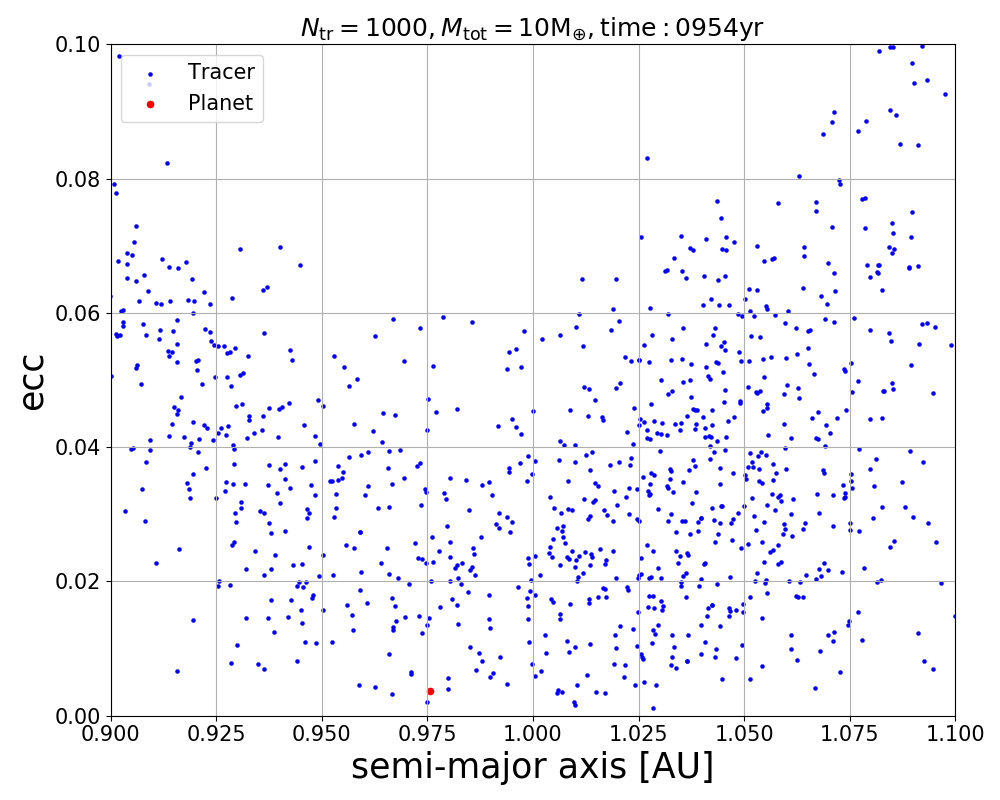 N_tr = 1000, M_tot = 10M_⊕, time : 0954yr
0.10
0.08
0.06
0.04
0.02
0.00
ecc
Tracer
Planet
0.900 0.925 0.950 0.975 1.000 1.025 1.050 1.075 1.100
semi-major axis [AU]